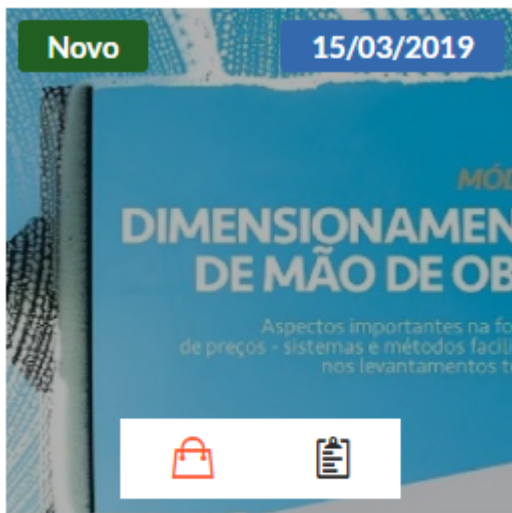 Novo
15/03/2019
DIMENSIONAMEN
DE MÃO DE OB
Aspectos importantes na fo
de preços - sistemas e métodos facili
nos levantamentos t